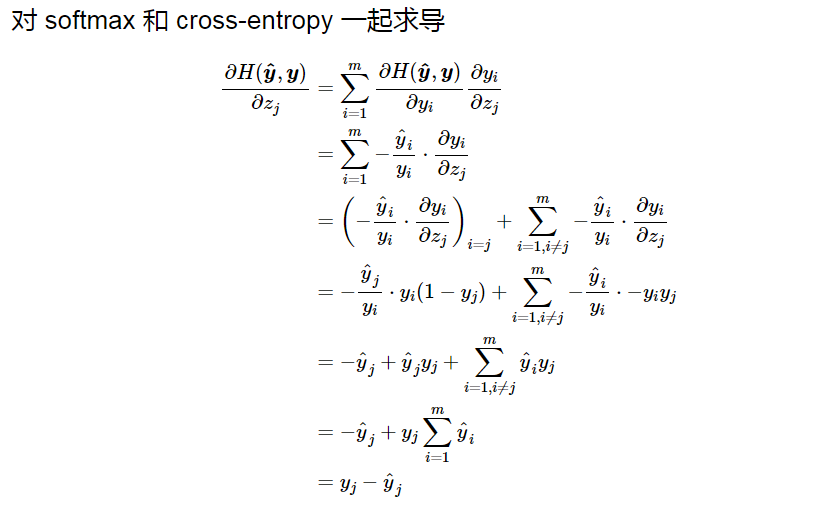 对 softmax 和 cross-entropy 一起求导
$\frac{\partial H(\hat{\boldsymbol{y}}, \boldsymbol{y})}{\partial z_j} = \sum_{i=1}^{m} \frac{\partial H(\hat{\boldsymbol{y}}, \boldsymbol{y})}{\partial y_i} \frac{\partial y_i}{\partial z_j}$
$= \sum_{i=1}^{m} -\frac{\hat{y}_i}{y_i} \cdot \frac{\partial y_i}{\partial z_j}$
$= \left( -\frac{\hat{y}_i}{y_i} \cdot \frac{\partial y_i}{\partial z_j} \right)_{i=j} + \sum_{i=1, i \neq j}^{m} -\frac{\hat{y}_i}{y_i} \cdot \frac{\partial y_i}{\partial z_j}$
$= -\frac{\hat{y}_j}{y_i} \cdot y_i(1 - y_j) + \sum_{i=1, i \neq j}^{m} -\frac{\hat{y}_i}{y_i} \cdot -y_i y_j$
$= -\hat{y}_j + \hat{y}_j y_j + \sum_{i=1, i \neq j}^{m} \hat{y}_i y_j$
$= -\hat{y}_j + y_j \sum_{i=1}^{m} \hat{y}_i$
$= y_j - \hat{y}_j$